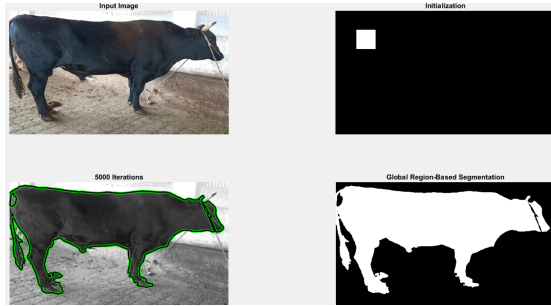 Input Image
Initialization
5000 Iterations
Global Region-Based Segmentation